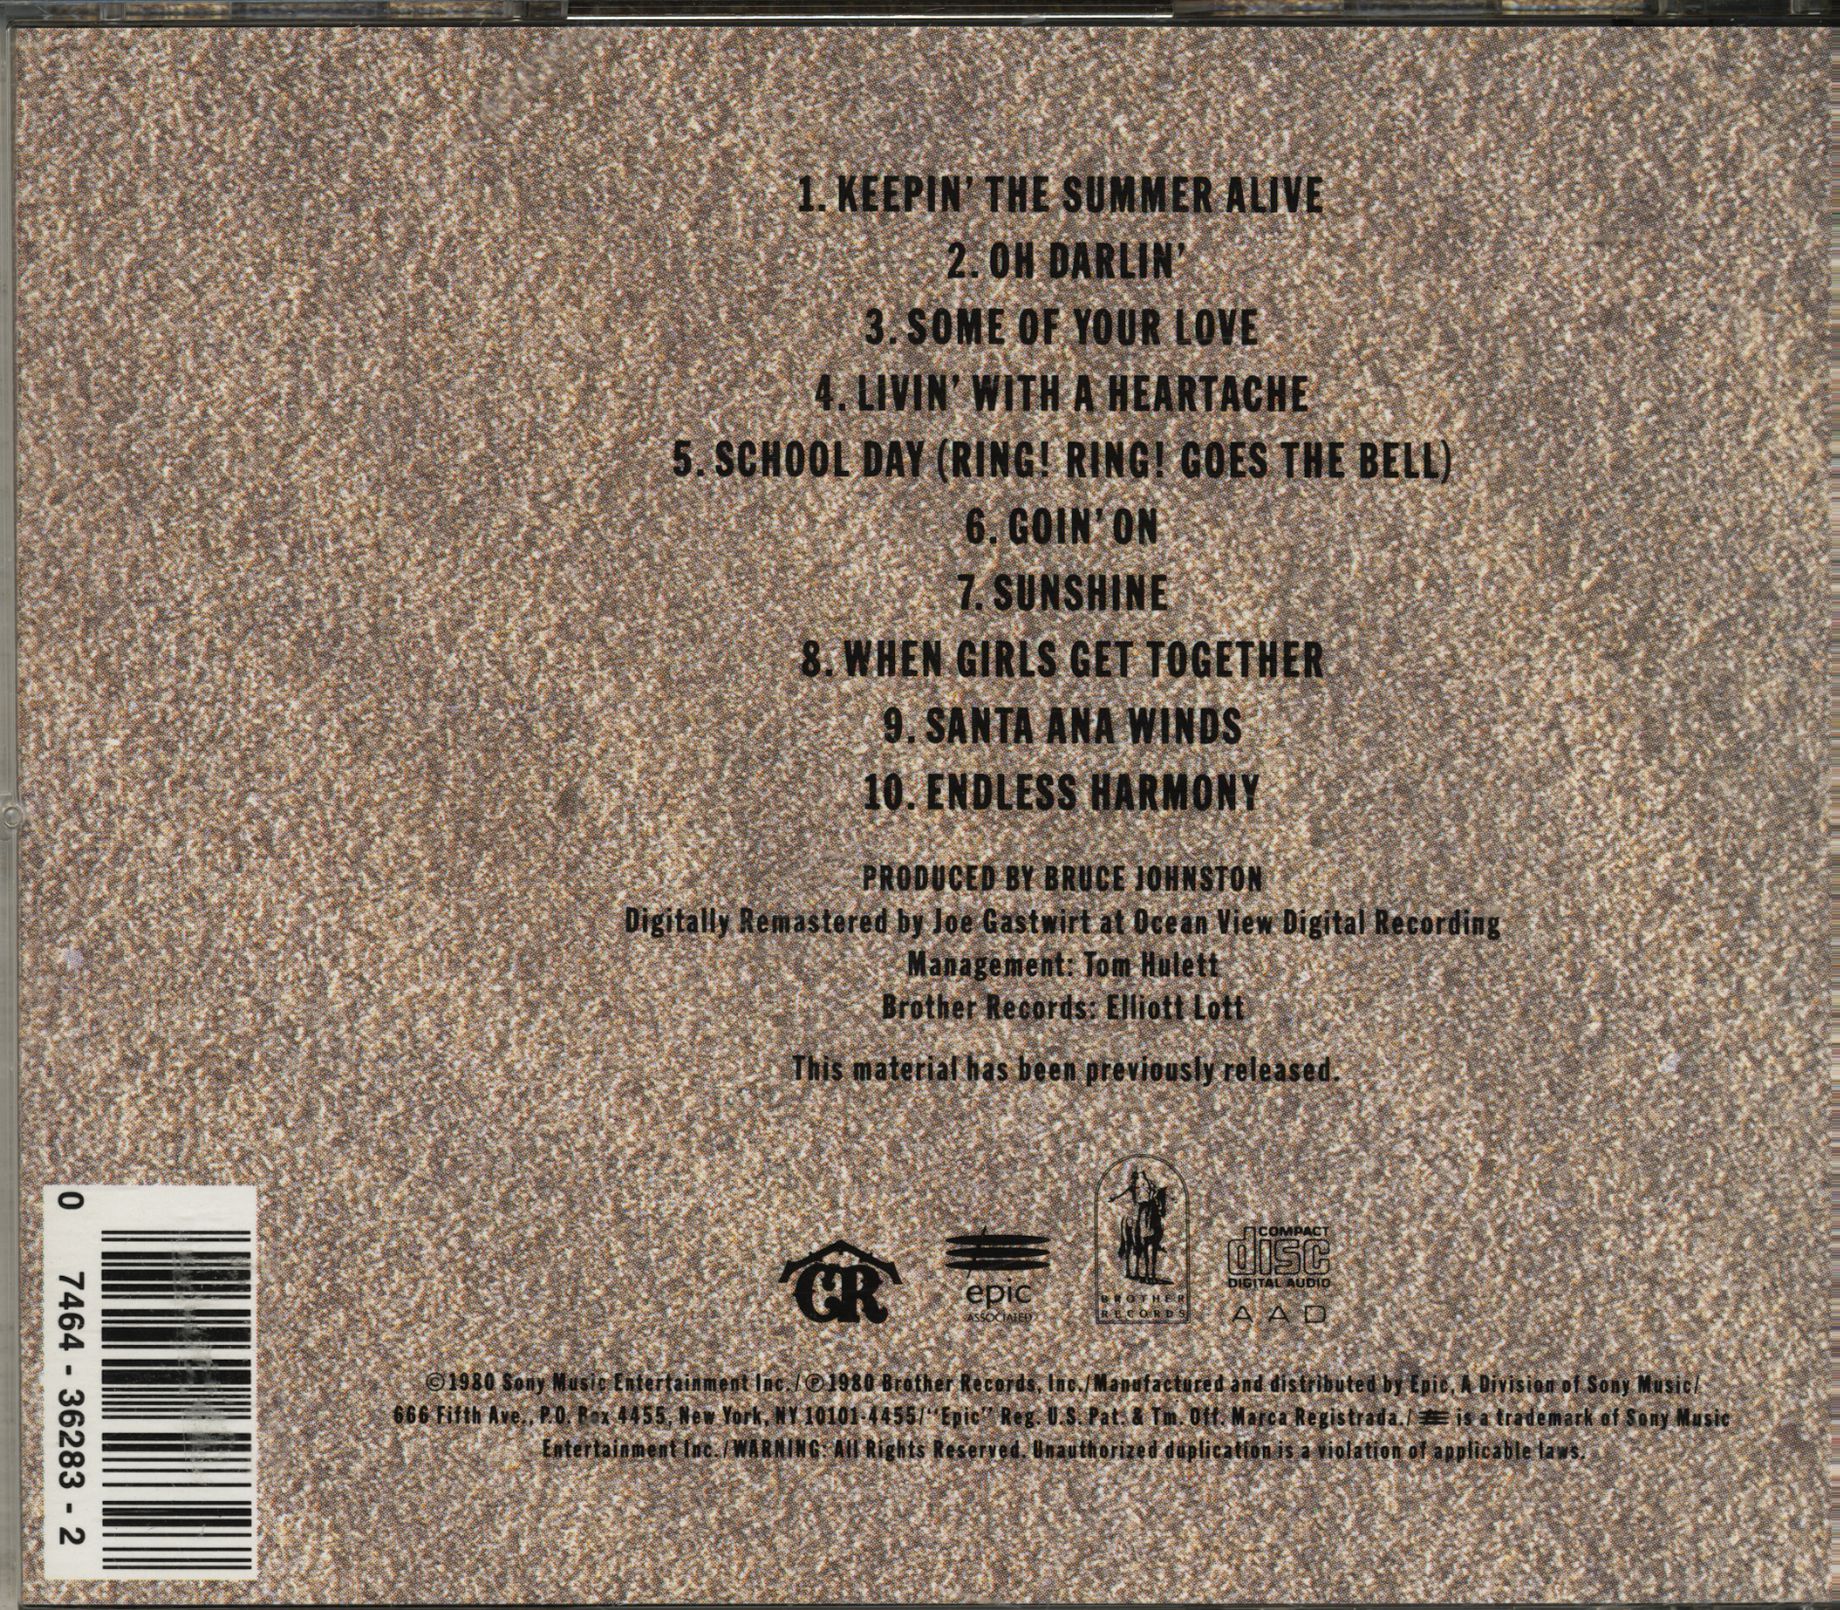 1. KEEPIN' THE SUMMER ALIVE
2. OH DARLIN'
3. SOME OF YOUR LOVE
4. LIVIN' WITH A HEARTACHE
5. SCHOOL DAY (RING! RING! GOES THE BELL)
6. GOIN' ON
7. SUNSHINE
8. WHEN GIRLS GET TOGETHER
9. SANTA ANA WINDS
10. ENDLESS HARMONY
PRODUCED BY BRUCE JOHNSTON
Digitally Remastered by Joe Gastwirt at Ocean View Digital Recording
Management: Tom Hulett
Brother Records: Elliott Lott
This material has been previously released.
CR
epic
ASSOCIATED
BROTHER
RECORDS
COMPACT
disc
DIGITAL AUDIO
AAD
©1980 Sony Music Entertainment Inc./℗1980 Brother Records, Inc./Manufactured and distributed by Epic, A Division of Sony Music/
666 Fifth Ave., P.O. Box 4455, New York, NY 10101-4455/"Epic" Reg. U.S. Pat. & Tm. Off. Marca Registrada./ is a trademark of Sony Music
Entertainment Inc./WARNING: All Rights Reserved. Unauthorized duplication is a violation of applicable laws.
0 7464-36283-2